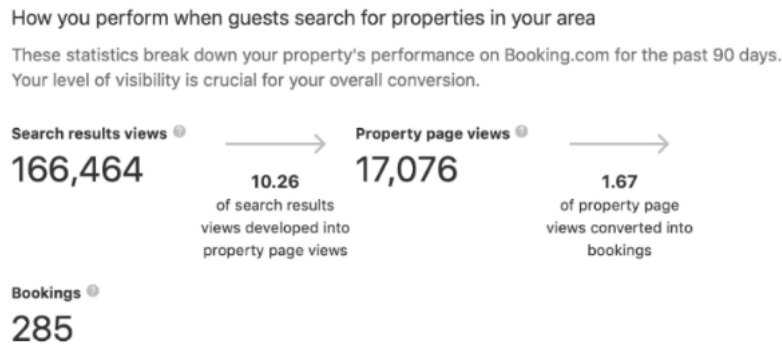 How you perform when guests search for properties in your area
These statistics break down your property's performance on Booking.com for the past 90 days.
Your level of visibility is crucial for your overall conversion.
Search results views
166,464
10.26
of search results
views developed into
property page views
Property page views
17,076
1.67
of property page
views converted into
bookings
Bookings
285